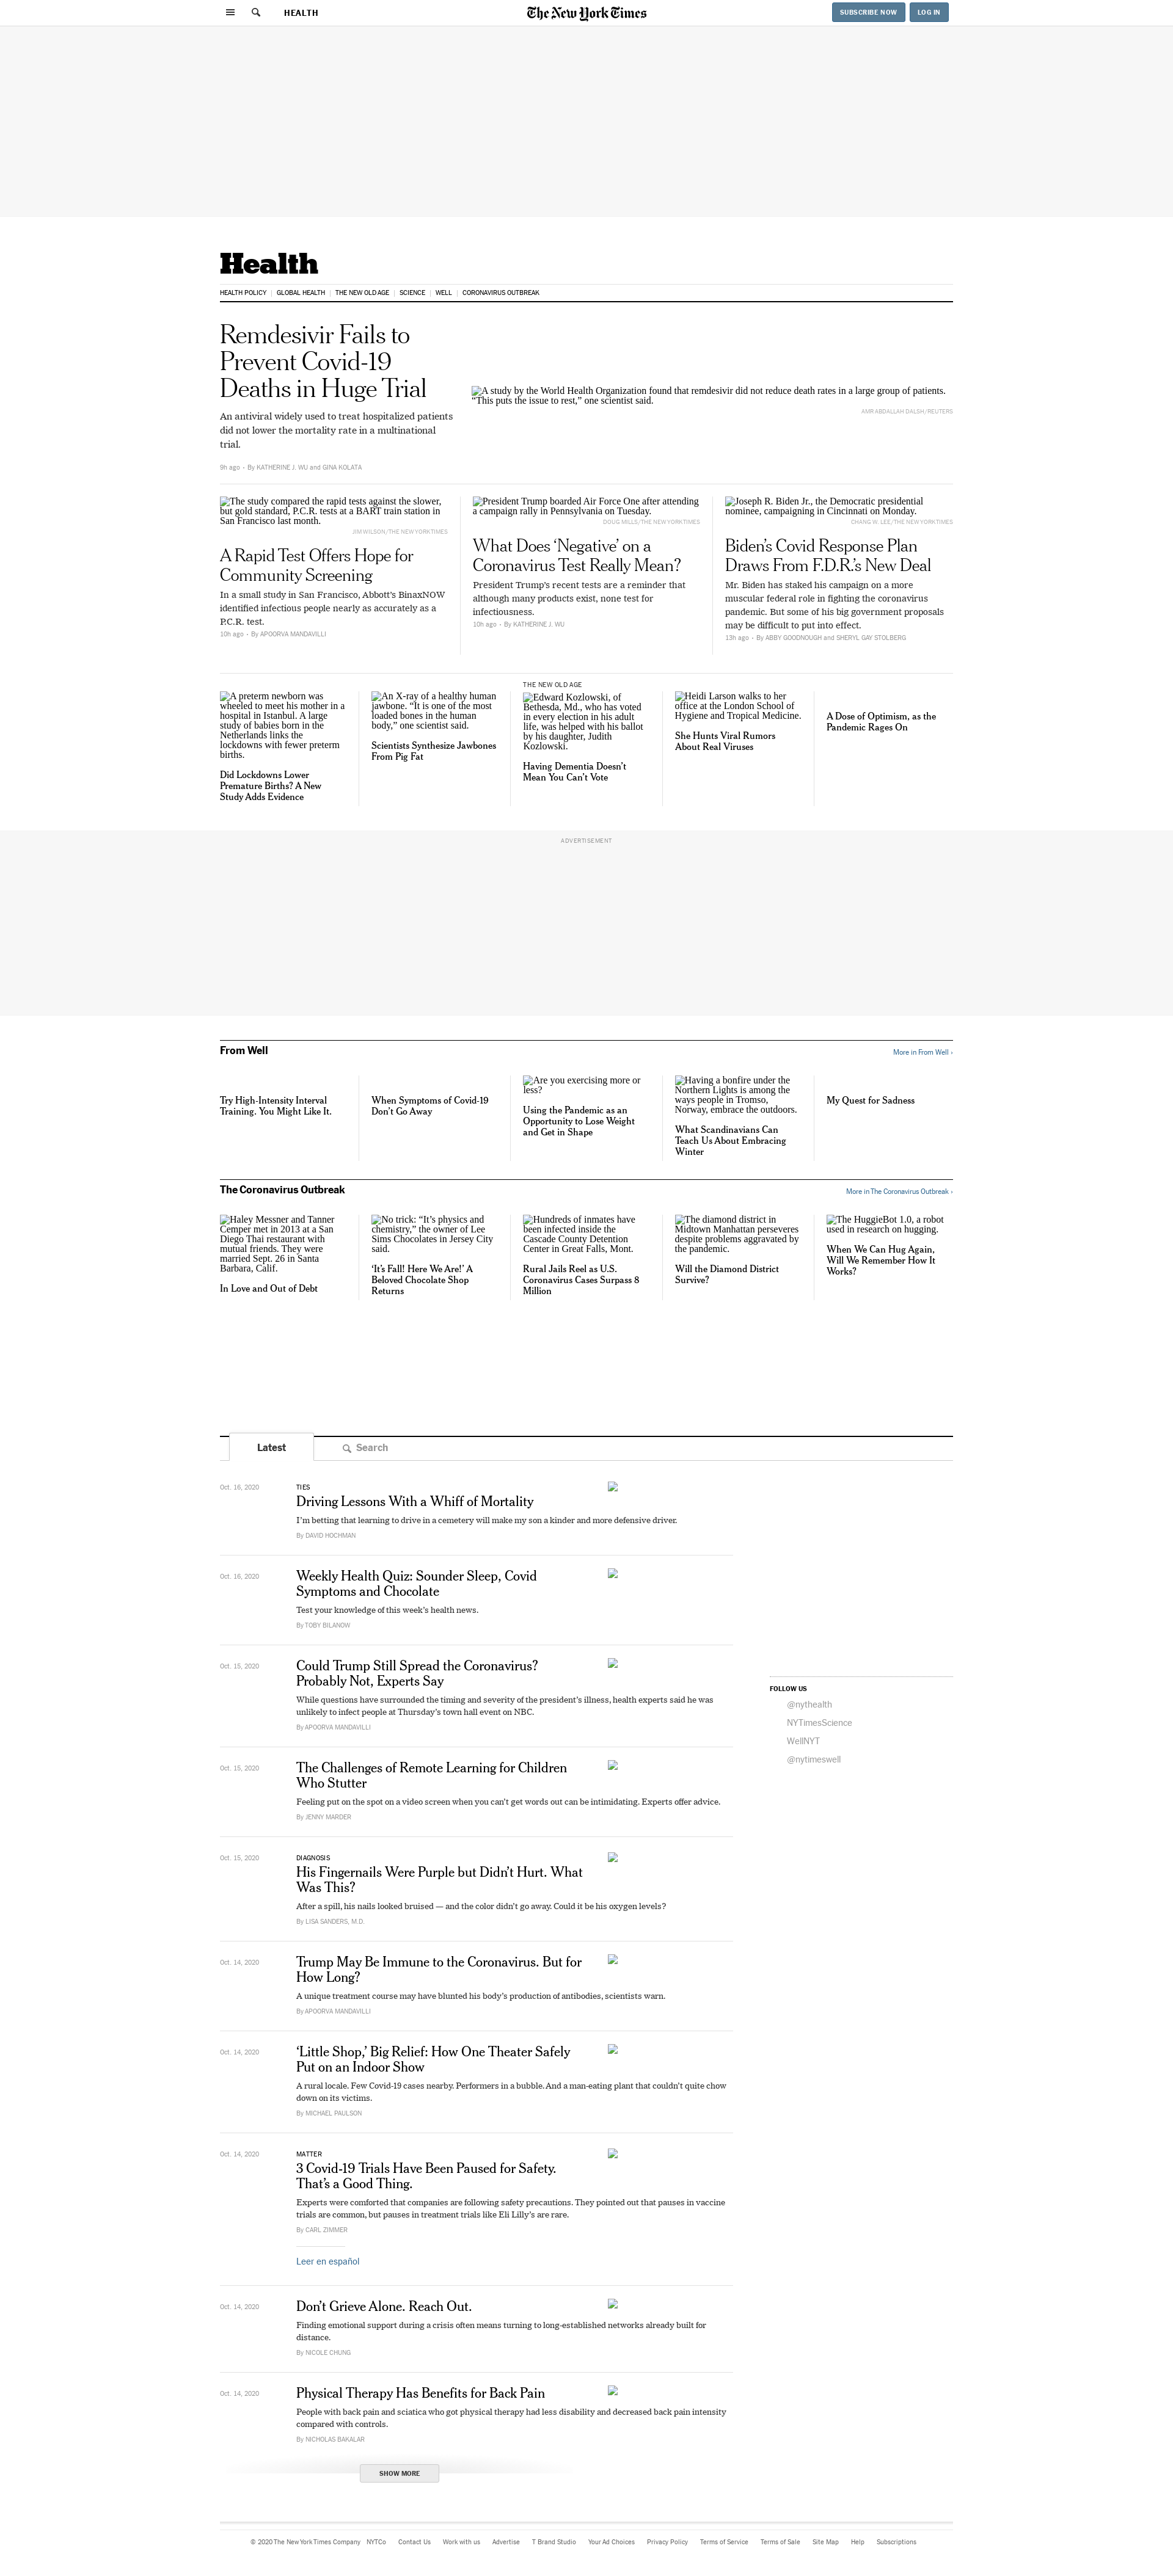 HEALTH
The New York Times
SUBSCRIBE NOW
LOG IN
Health
HEALTH POLICY
GLOBAL HEALTH
THE NEW OLD AGE
SCIENCE
WELL
CORONAVIRUS OUTBREAK
Remdesivir Fails to
Prevent Covid-19
Deaths in Huge Trial
An antiviral widely used to treat hospitalized patients
did not lower the mortality rate in a multinational
trial.
9h ago • By KATHERINE J. WU and GINA KOLATA
A study by the World Health Organization found that remdesivir did not reduce death rates in a large group of patients.
“This puts the issue to rest,” one scientist said.
AMR ABDALLAH DALSH/REUTERS
The study compared the rapid tests against the slower,
but gold standard, P.C.R. tests at a BART train station in
San Francisco last month.
JIM WILSON/THE NEW YORK TIMES
A Rapid Test Offers Hope for
Community Screening
In a small study in San Francisco, Abbott’s BinaxNOW
identified infectious people nearly as accurately as a
P.C.R. test.
10h ago • By APOORVA MANDAVILLI
President Trump boarded Air Force One after attending
a campaign rally in Pennsylvania on Tuesday.
DOUG MILLS/THE NEW YORK TIMES
What Does ‘Negative’ on a
Coronavirus Test Really Mean?
President Trump’s recent tests are a reminder that
although many products exist, none test for
infectiousness.
10h ago • By KATHERINE J. WU
Joseph R. Biden Jr., the Democratic presidential
nominee, campaigning in Cincinnati on Monday.
CHANG W. LEE/THE NEW YORK TIMES
Biden’s Covid Response Plan
Draws From F.D.R.’s New Deal
Mr. Biden has staked his campaign on a more
muscular federal role in fighting the coronavirus
pandemic. But some of his big government proposals
may be difficult to put into effect.
13h ago • By ABBY GOODNOUGH and SHERYL GAY STOLBERG
A preterm newborn was
wheeled to meet his mother in a
hospital in Istanbul. A large
study of babies born in the
Netherlands links the
lockdowns with fewer preterm
births.
Did Lockdowns Lower
Premature Births? A New
Study Adds Evidence
An X-ray of a healthy human
jawbone. “It is one of the most
loaded bones in the human
body,” one scientist said.
Scientists Synthesize Jawbones
From Pig Fat
THE NEW OLD AGE
Edward Kozlowski, of
Bethesda, Md., who has voted
in every election in his adult
life, was helped with his ballot
by his daughter, Judith
Kozlowski.
Having Dementia Doesn’t
Mean You Can’t Vote
Heidi Larson walks to her
office at the London School of
Hygiene and Tropical Medicine.
She Hunts Viral Rumors
About Real Viruses
A Dose of Optimism, as the
Pandemic Rages On
ADVERTISEMENT
From Well
More in From Well ›
Try High-Intensity Interval
Training. You Might Like It.
When Symptoms of Covid-19
Don’t Go Away
Are you exercising more or
less?
Using the Pandemic as an
Opportunity to Lose Weight
and Get in Shape
Having a bonfire under the
Northern Lights is among the
ways people in Tromso,
Norway, embrace the outdoors.
What Scandinavians Can
Teach Us About Embracing
Winter
My Quest for Sadness
The Coronavirus Outbreak
More in The Coronavirus Outbreak ›
Haley Messner and Tanner
Cemper met in 2013 at a San
Diego Thai restaurant with
mutual friends. They were
married Sept. 26 in Santa
Barbara, Calif.
In Love and Out of Debt
No trick: “It’s physics and
chemistry,” the owner of Lee
Sims Chocolates in Jersey City
said.
‘It’s Fall! Here We Are!’ A
Beloved Chocolate Shop
Returns
Hundreds of inmates have
been infected inside the
Cascade County Detention
Center in Great Falls, Mont.
Rural Jails Reel as U.S.
Coronavirus Cases Surpass 8
Million
The diamond district in
Midtown Manhattan perseveres
despite problems aggravated by
the pandemic.
Will the Diamond District
Survive?
The HuggieBot 1.0, a robot
used in research on hugging.
When We Can Hug Again,
Will We Remember How It
Works?
Latest
Search
Oct. 16, 2020
TIES
Driving Lessons With a Whiff of Mortality
I’m betting that learning to drive in a cemetery will make my son a kinder and more defensive driver.
By DAVID HOCHMAN
Oct. 16, 2020
Weekly Health Quiz: Sounder Sleep, Covid
Symptoms and Chocolate
Test your knowledge of this week’s health news.
By TOBY BILANOW
Oct. 15, 2020
Could Trump Still Spread the Coronavirus?
Probably Not, Experts Say
While questions have surrounded the timing and severity of the president’s illness, health experts said he was
unlikely to infect people at Thursday’s town hall event on NBC.
By APOORVA MANDAVILLI
FOLLOW US
@nythealth
NYTimesScience
WellNYT
@nytimeswell
Oct. 15, 2020
The Challenges of Remote Learning for Children
Who Stutter
Feeling put on the spot on a video screen when you can’t get words out can be intimidating. Experts offer advice.
By JENNY MARDER
Oct. 15, 2020
DIAGNOSIS
His Fingernails Were Purple but Didn’t Hurt. What
Was This?
After a spill, his nails looked bruised — and the color didn’t go away. Could it be his oxygen levels?
By LISA SANDERS, M.D.
Oct. 14, 2020
Trump May Be Immune to the Coronavirus. But for
How Long?
A unique treatment course may have blunted his body’s production of antibodies, scientists warn.
By APOORVA MANDAVILLI
Oct. 14, 2020
‘Little Shop,’ Big Relief: How One Theater Safely
Put on an Indoor Show
A rural locale. Few Covid-19 cases nearby. Performers in a bubble. And a man-eating plant that couldn’t quite chow
down on its victims.
By MICHAEL PAULSON
Oct. 14, 2020
MATTER
3 Covid-19 Trials Have Been Paused for Safety.
That’s a Good Thing.
Experts were comforted that companies are following safety precautions. They pointed out that pauses in vaccine
trials are common, but pauses in treatment trials like Eli Lilly’s are rare.
By CARL ZIMMER
Leer en español
Oct. 14, 2020
Don’t Grieve Alone. Reach Out.
Finding emotional support during a crisis often means turning to long-established networks already built for
distance.
By NICOLE CHUNG
Oct. 14, 2020
Physical Therapy Has Benefits for Back Pain
People with back pain and sciatica who got physical therapy had less disability and decreased back pain intensity
compared with controls.
By NICHOLAS BAKALAR
SHOW MORE
© 2020 The New York Times Company NYTCo Contact Us Work with us Advertise T Brand Studio Your Ad Choices Privacy Policy Terms of Service Terms of Sale Site Map Help Subscriptions